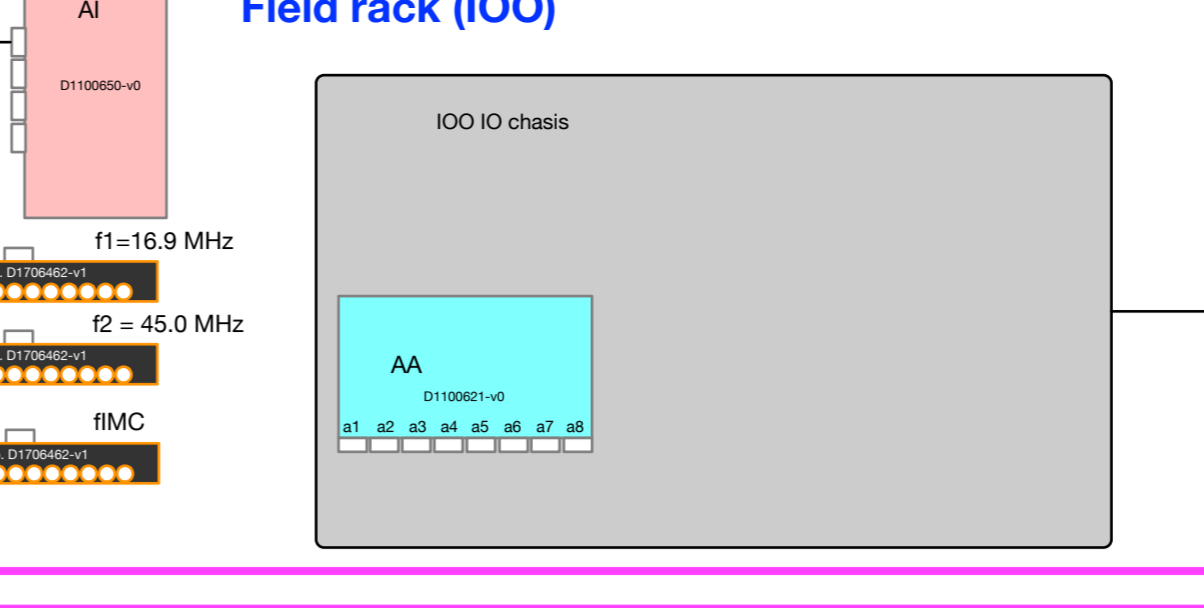 AI
Field rack (IOO)
D1100650-v0
IOO IO chasis
f1=16.9 MHz
. D1706462-v1
f2 = 45.0 MHz
. D1706462-v1
AA
D1100621-v0
fIMC
a1 a2 a3 a4 a5 a6 a7 a8
. D1706462-v1